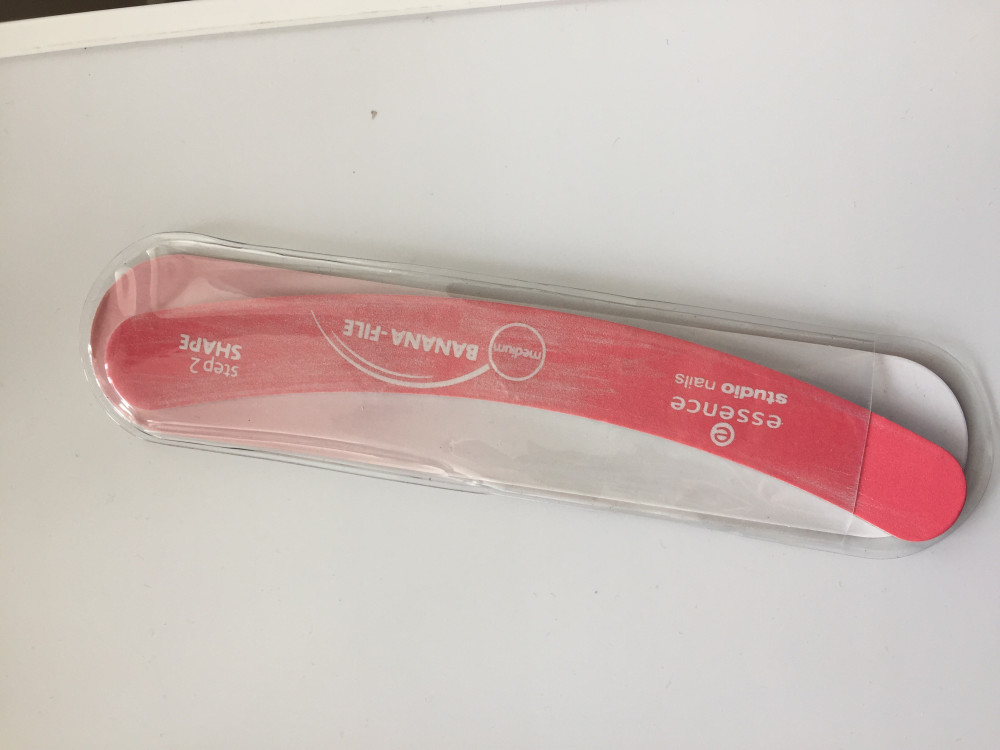 e
essence
studio nails
medium
BANANA-FILE
step 2
SHAPE